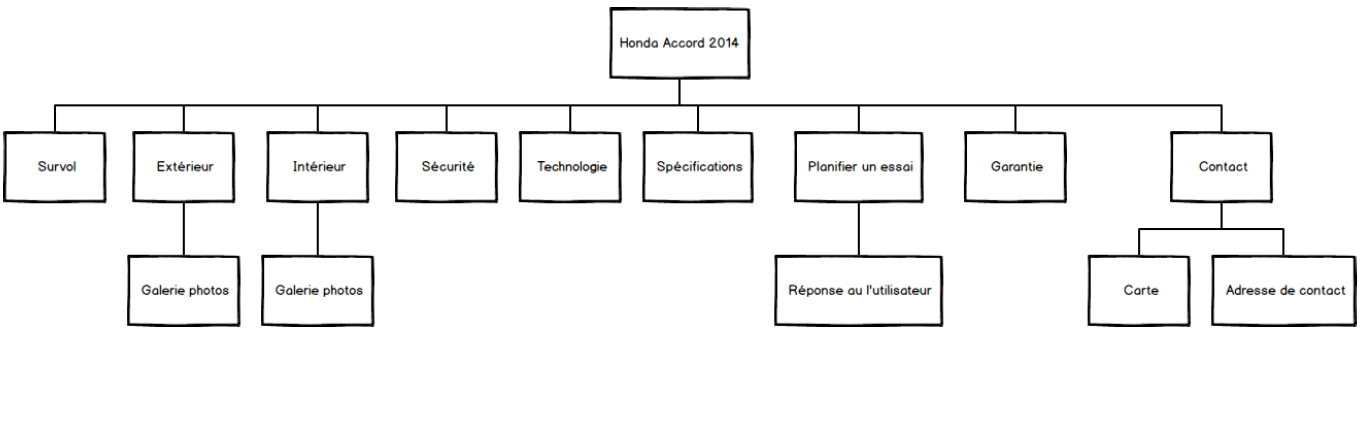 Honda Accord 2014
Survol
Extérieur
Intérieur
Sécurité
Technologie
Spécifications
Planifier un essai
Garantie
Contact
Galerie photos
Galerie photos
Réponse au l'utilisateur
Carte
Adresse de contact